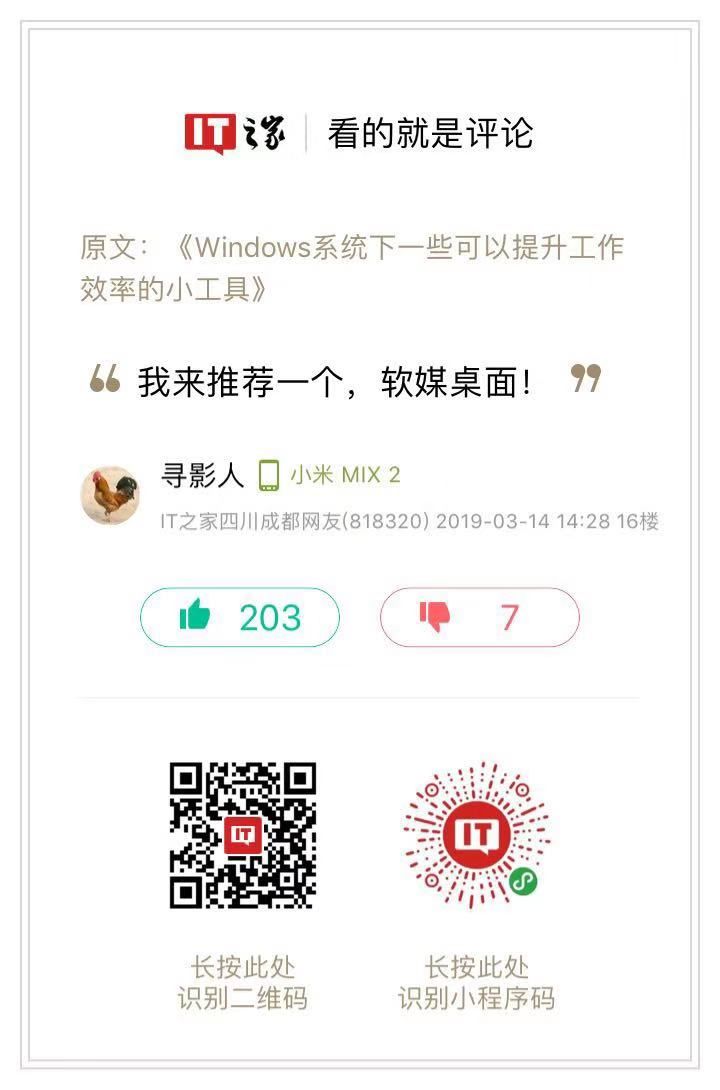 IT之家 | 看的就是评论
原文：《Windows系统下一些可以提升工作
效率的小工具》
“ 我来推荐一个，软媒桌面！ ”
寻影人 小米 MIX 2
IT之家四川成都网友(818320) 2019-03-14 14:28 16楼
203 7
IT IT
长按此处 长按此处
识别二维码 识别小程序码